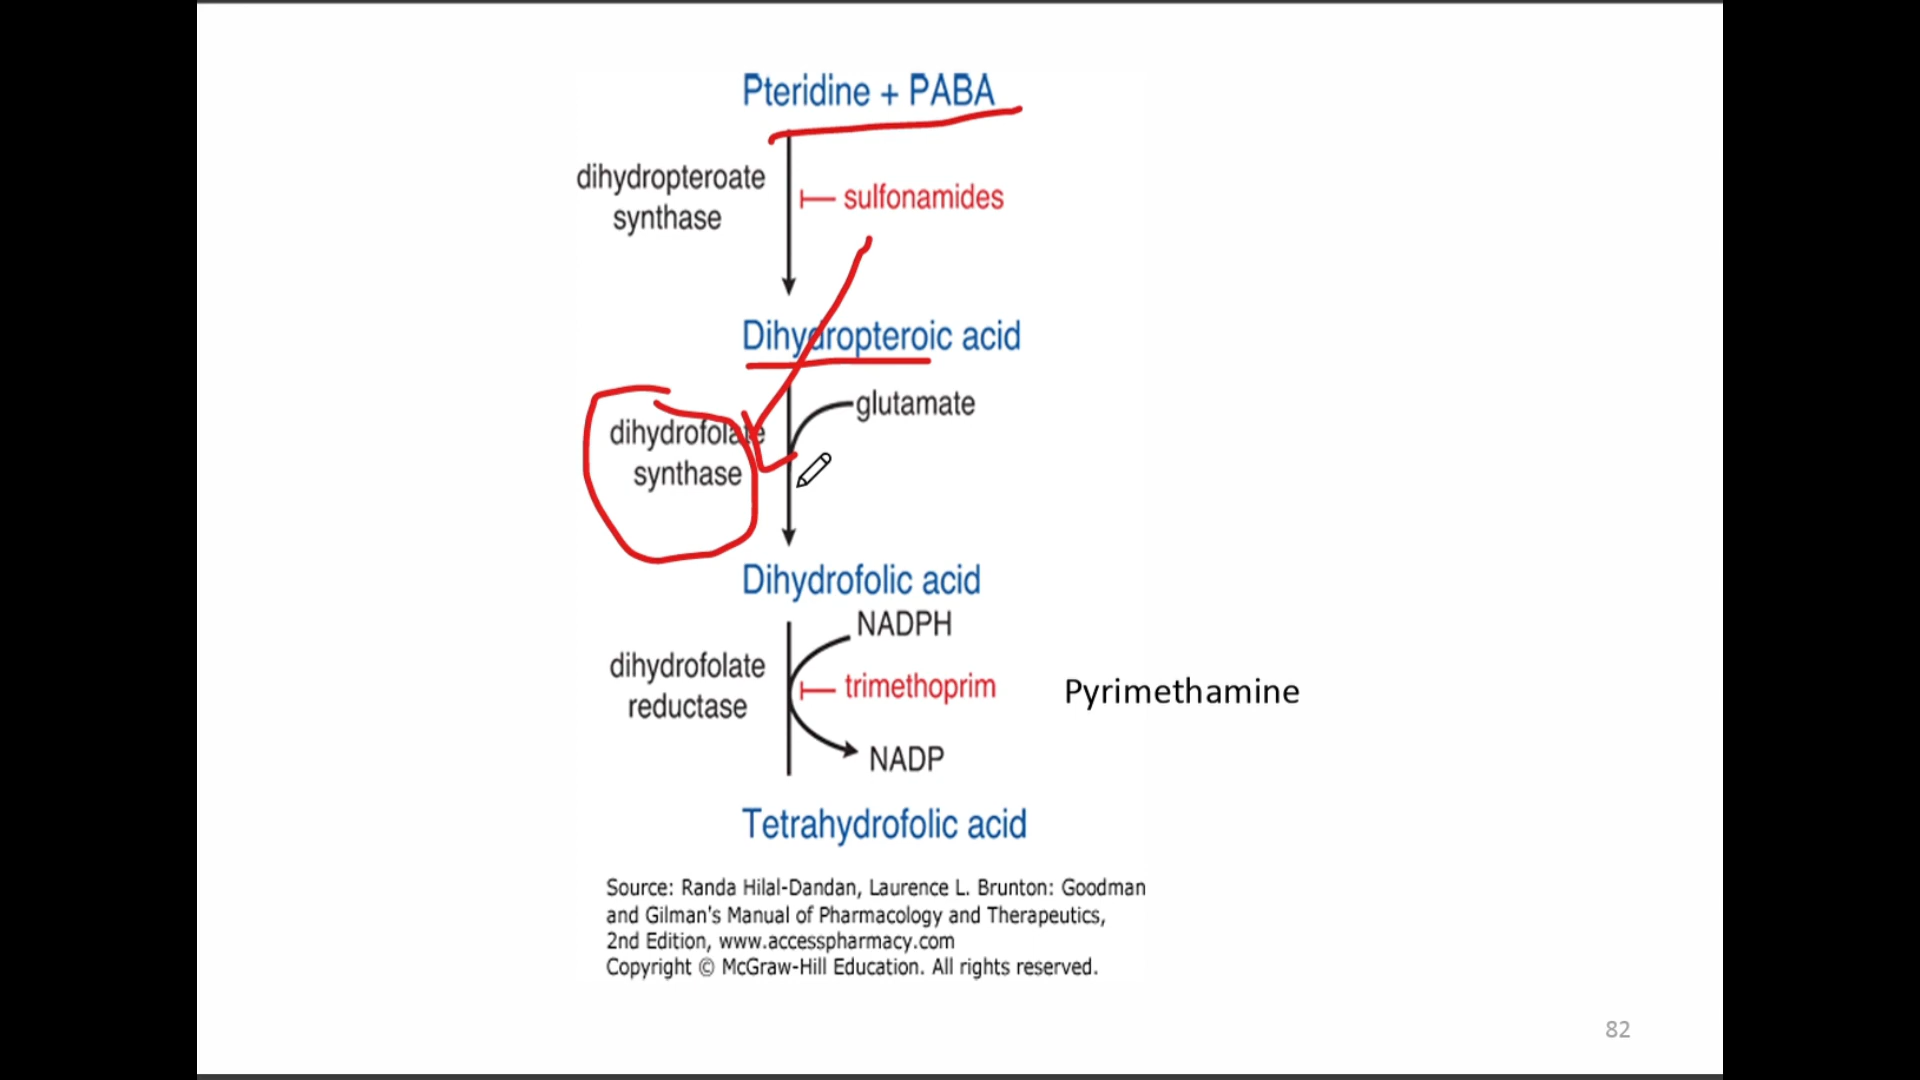 Pteridine + PABA
dihydropteroate
synthase
sulfonamides
Dihydropteroic acid
glutamate
dihydrofolate
synthase
Dihydrofolic acid
NADPH
dihydrofolate
reductase
trimethoprim
Pyrimethamine
NADP
Tetrahydrofolic acid
Source: Randa Hilal-Dandan, Laurence L. Brunton: Goodman
and Gilman's Manual of Pharmacology and Therapeutics,
2nd Edition, www.accesspharmacy.com
Copyright © McGraw-Hill Education. All rights reserved.
82